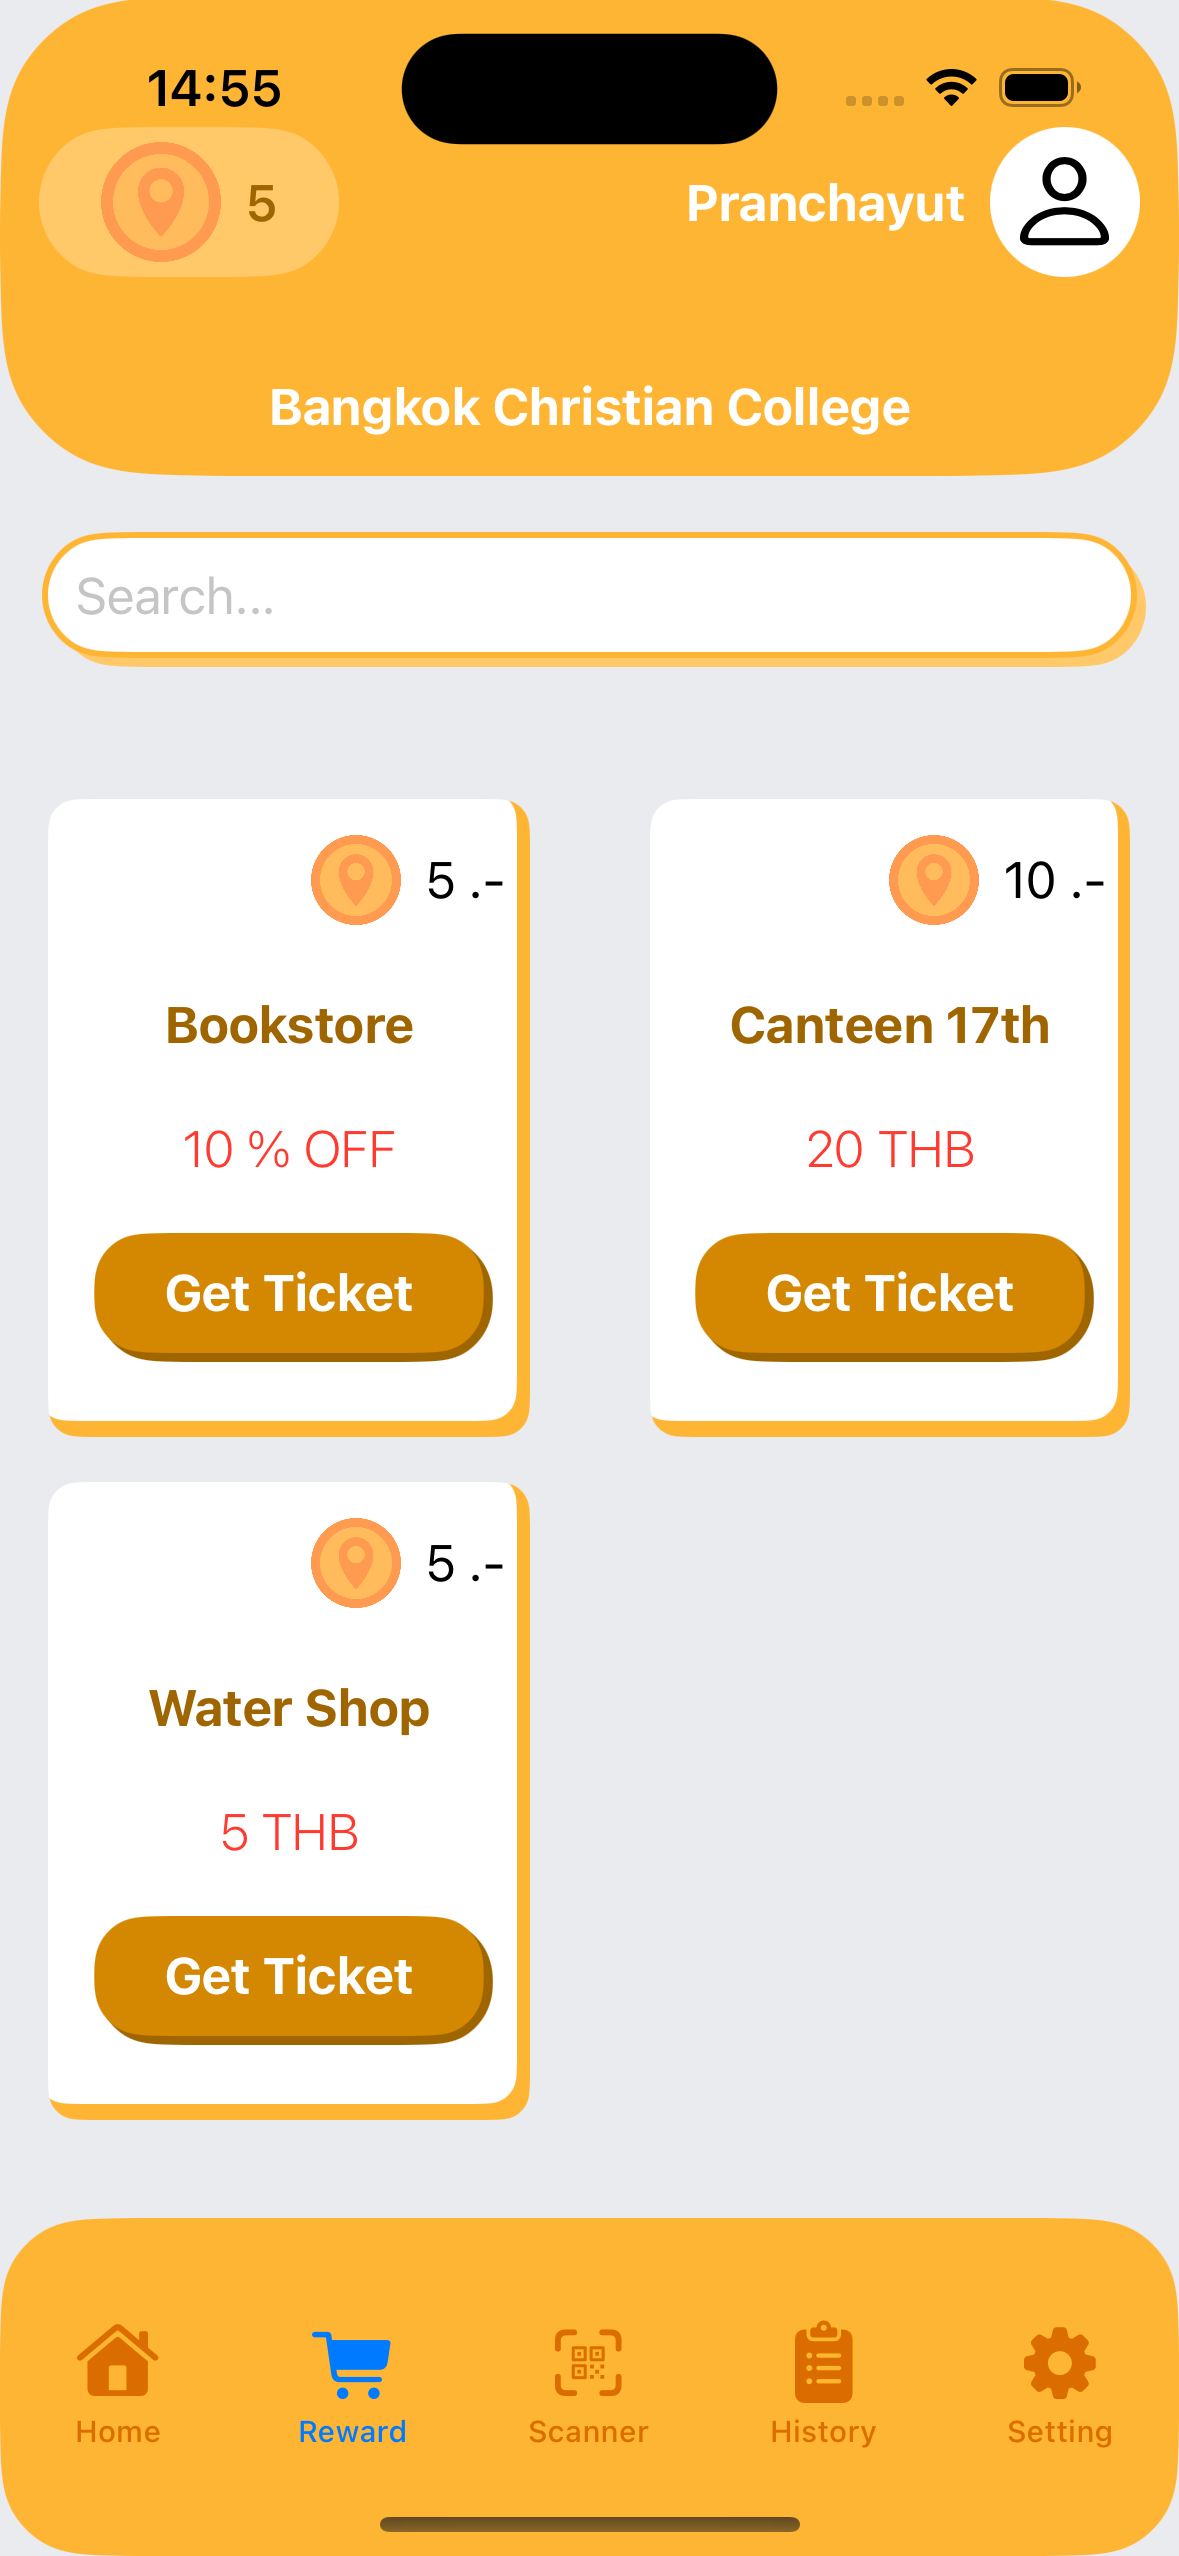 14:55
5
Pranchayut
Bangkok Christian College
Search...
5 .-
10 .-
Bookstore
Canteen 17th
10 % OFF
20 THB
Get Ticket
Get Ticket
5 .-
Water Shop
5 THB
Get Ticket
Home
Reward
Scanner
History
Setting